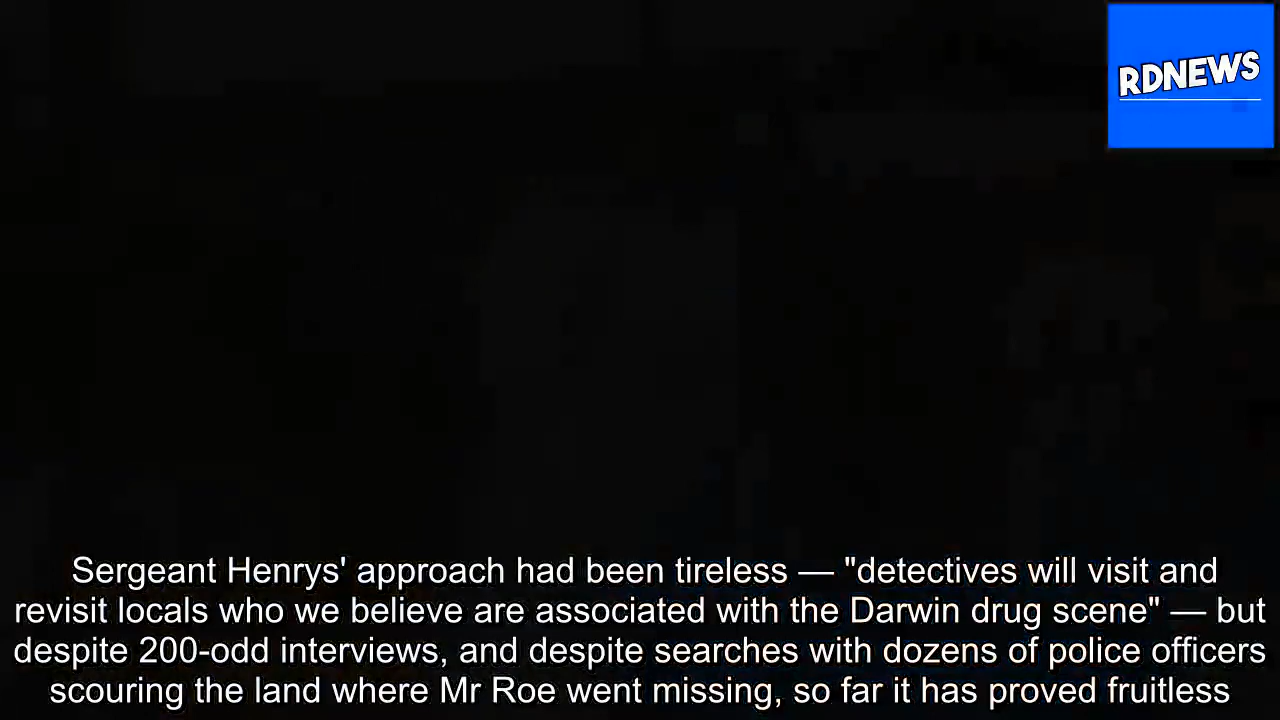 RDNEWS
Sergeant Henrys' approach had been tireless — "detectives will visit and
revisit locals who we believe are associated with the Darwin drug scene" — but
despite 200-odd interviews, and despite searches with dozens of police officers
scouring the land where Mr Roe went missing, so far it has proved fruitless